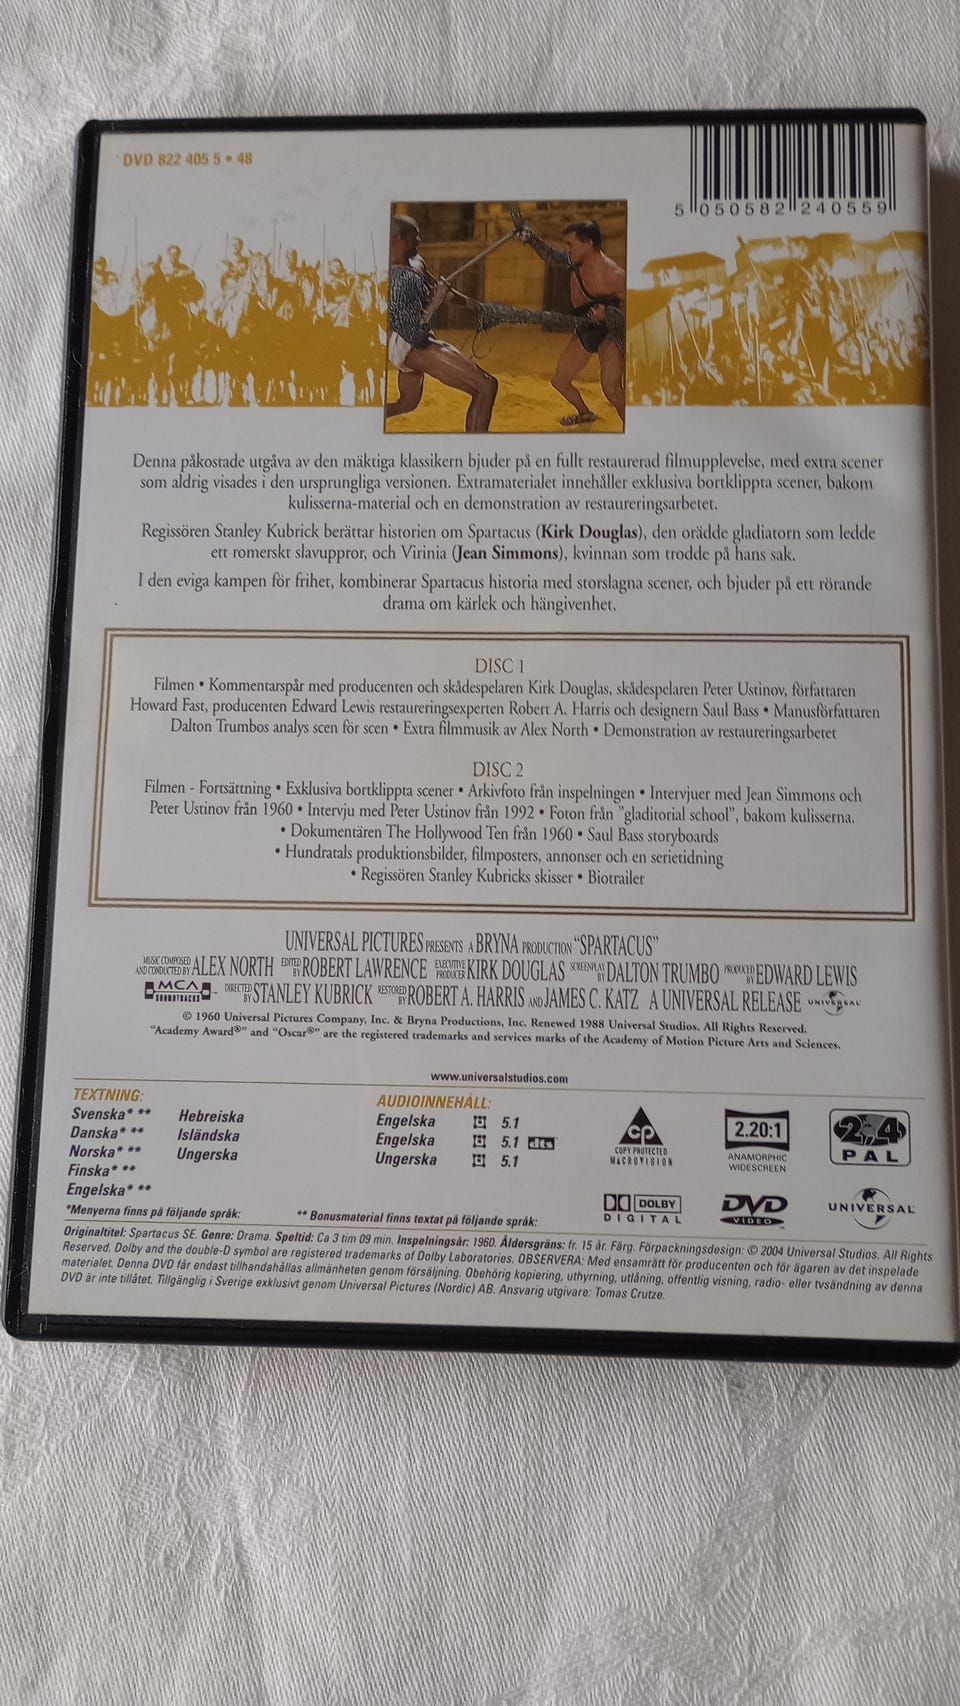 DVD 822 405 5 • 48
5 050582 240559
Denna påkostade utgåva av den mäktiga klassikern bjuder på en fullt restaurerad filmupplevelse, med extra scener
som aldrig visades i den ursprungliga versionen. Extramaterialet innehåller exklusiva bortklippta scener, bakom
kulisserna-material och en demonstration av restaureringsarbetet.
Regissören Stanley Kubrick berättar historien om Spartacus (Kirk Douglas), den orädde gladiatorn som ledde
ett romerskt slavuppror, och Virinia (Jean Simmons), kvinnan som trodde på hans sak.
I den eviga kampen för frihet, kombinerar Spartacus historia med storslagna scener, och bjuder på ett rörande
drama om kärlek och hängivenhet.
DISC 1
Filmen • Kommentarspår med producenten och skådespelaren Kirk Douglas, skådespelaren Peter Ustinov, författaren
Howard Fast, producenten Edward Lewis restaureringsexperten Robert A. Harris och designern Saul Bass • Manusförfattaren
Dalton Trumbos analys scen för scen • Extra filmmusik av Alex North • Demonstration av restaureringsarbetet
DISC 2
Filmen - Fortsättning • Exklusiva bortklippta scener • Arkivfoto från inspelningen • Intervjuer med Jean Simmons och
Peter Ustinov från 1960 • Intervju med Peter Ustinov från 1992 • Foton från "gladitorial school", bakom kulisserna.
• Dokumentären The Hollywood Ten från 1960 • Saul Bass storyboards
• Hundratals produktionsbilder, filmposters, annonser och en serietidning
• Regissören Stanley Kubricks skisser • Biotrailer
UNIVERSAL PICTURES PRESENTS A BRYNA PRODUCTION "SPARTACUS"
MUSIC COMPOSED AND CONDUCTED BY ALEX NORTH EDITED BY ROBERT LAWRENCE EXECUTIVE PRODUCER KIRK DOUGLAS SCREENPLAY BY DALTON TRUMBO PRODUCED BY EDWARD LEWIS
MCA SOUNDTRACKS DIRECTED BY STANLEY KUBRICK RESTORED BY ROBERT A. HARRIS AND JAMES C. KATZ A UNIVERSAL RELEASE UNIVERSAL
© 1960 Universal Pictures Company, Inc. & Bryna Productions, Inc. Renewed 1988 Universal Studios. All Rights Reserved.
"Academy Award®" and "Oscar®" are the registered trademarks and services marks of the Academy of Motion Picture Arts and Sciences.
www.universalstudios.com
TEXTNING:
Svenska* ** Hebreiska
Danska* ** Isländska
Norska* ** Ungerska
Finska* **
Engelska* **
AUDIOINNEHÅLL:
Engelska 5.1
Engelska 5.1 dts
Ungerska 5.1
CP
COPY PROTECTED
MACROVISION
2.20:1
ANAMORPHIC
WIDESCREEN
2 4
PAL
DOLBY
DIGITAL
DVD
VIDEO
UNIVERSAL
*Menyerna finns på följande språk: ** Bonusmaterial finns textat på följande språk:
Originaltitel: Spartacus SE. Genre: Drama. Speltid: Ca 3 tim 09 min. Inspelningsår: 1960. Åldersgräns: fr. 15 år. Färg. Förpackningsdesign: © 2004 Universal Studios. All Rights
Reserved. Dolby and the double-D symbol are registered trademarks of Dolby Laboratories. OBSERVERA: Med ensamrätt för producenten och för ägaren av det inspelade
materialet. Denna DVD får endast tillhandahållas allmänheten genom försäljning. Obehörig kopiering, uthyrning, utlåning, offentlig visning, radio- eller tvsändning av denna
DVD är inte tillåtet. Tillgänglig i Sverige exklusivt genom Universal Pictures (Nordic) AB. Ansvarig utgivare: Tomas Crutze.